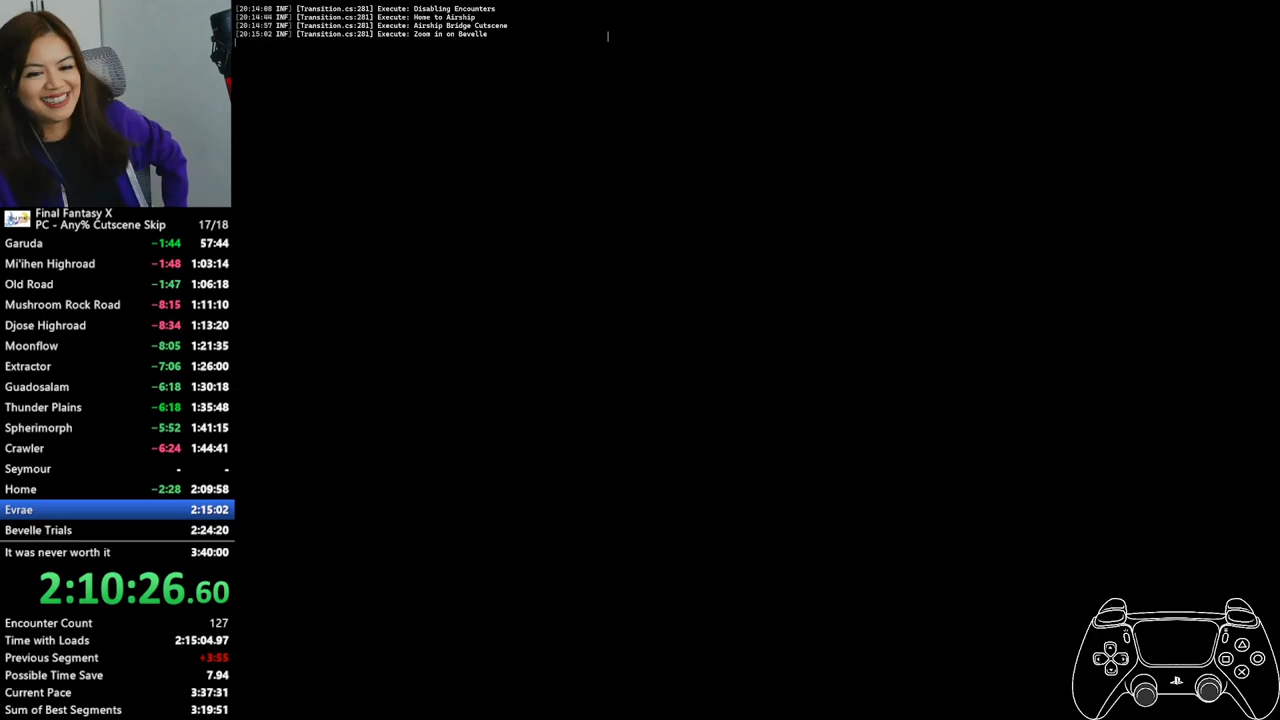 [20:14:08 INF] [Transition.cs:281] Execute: Disabling Encounters
[20:14:44 INF] [Transition.cs:281] Execute: Home to Airship
[20:14:57 INF] [Transition.cs:281] Execute: Airship Bridge Cutscene
[20:15:02 INF] [Transition.cs:281] Execute: Zoom in on Bevelle
Final Fantasy X
PC - Any% Cutscene Skip 17/18
Garuda −1:44 57:44
Mi'ihen Highroad −1:48 1:03:14
Old Road −1:47 1:06:18
Mushroom Rock Road −8:15 1:11:10
Djose Highroad −8:34 1:13:20
Moonflow −8:05 1:21:35
Extractor −7:06 1:26:00
Guadosalam −6:18 1:30:18
Thunder Plains −6:18 1:35:48
Spherimorph −5:52 1:41:15
Crawler −6:24 1:44:41
Seymour - -
Home −2:28 2:09:58
Evrae 2:15:02
Bevelle Trials 2:24:20
It was never worth it 3:40:00
2:10:26.60
Encounter Count 127
Time with Loads 2:15:04.97
Previous Segment +3:55
Possible Time Save 7.94
Current Pace 3:37:31
Sum of Best Segments 3:19:51